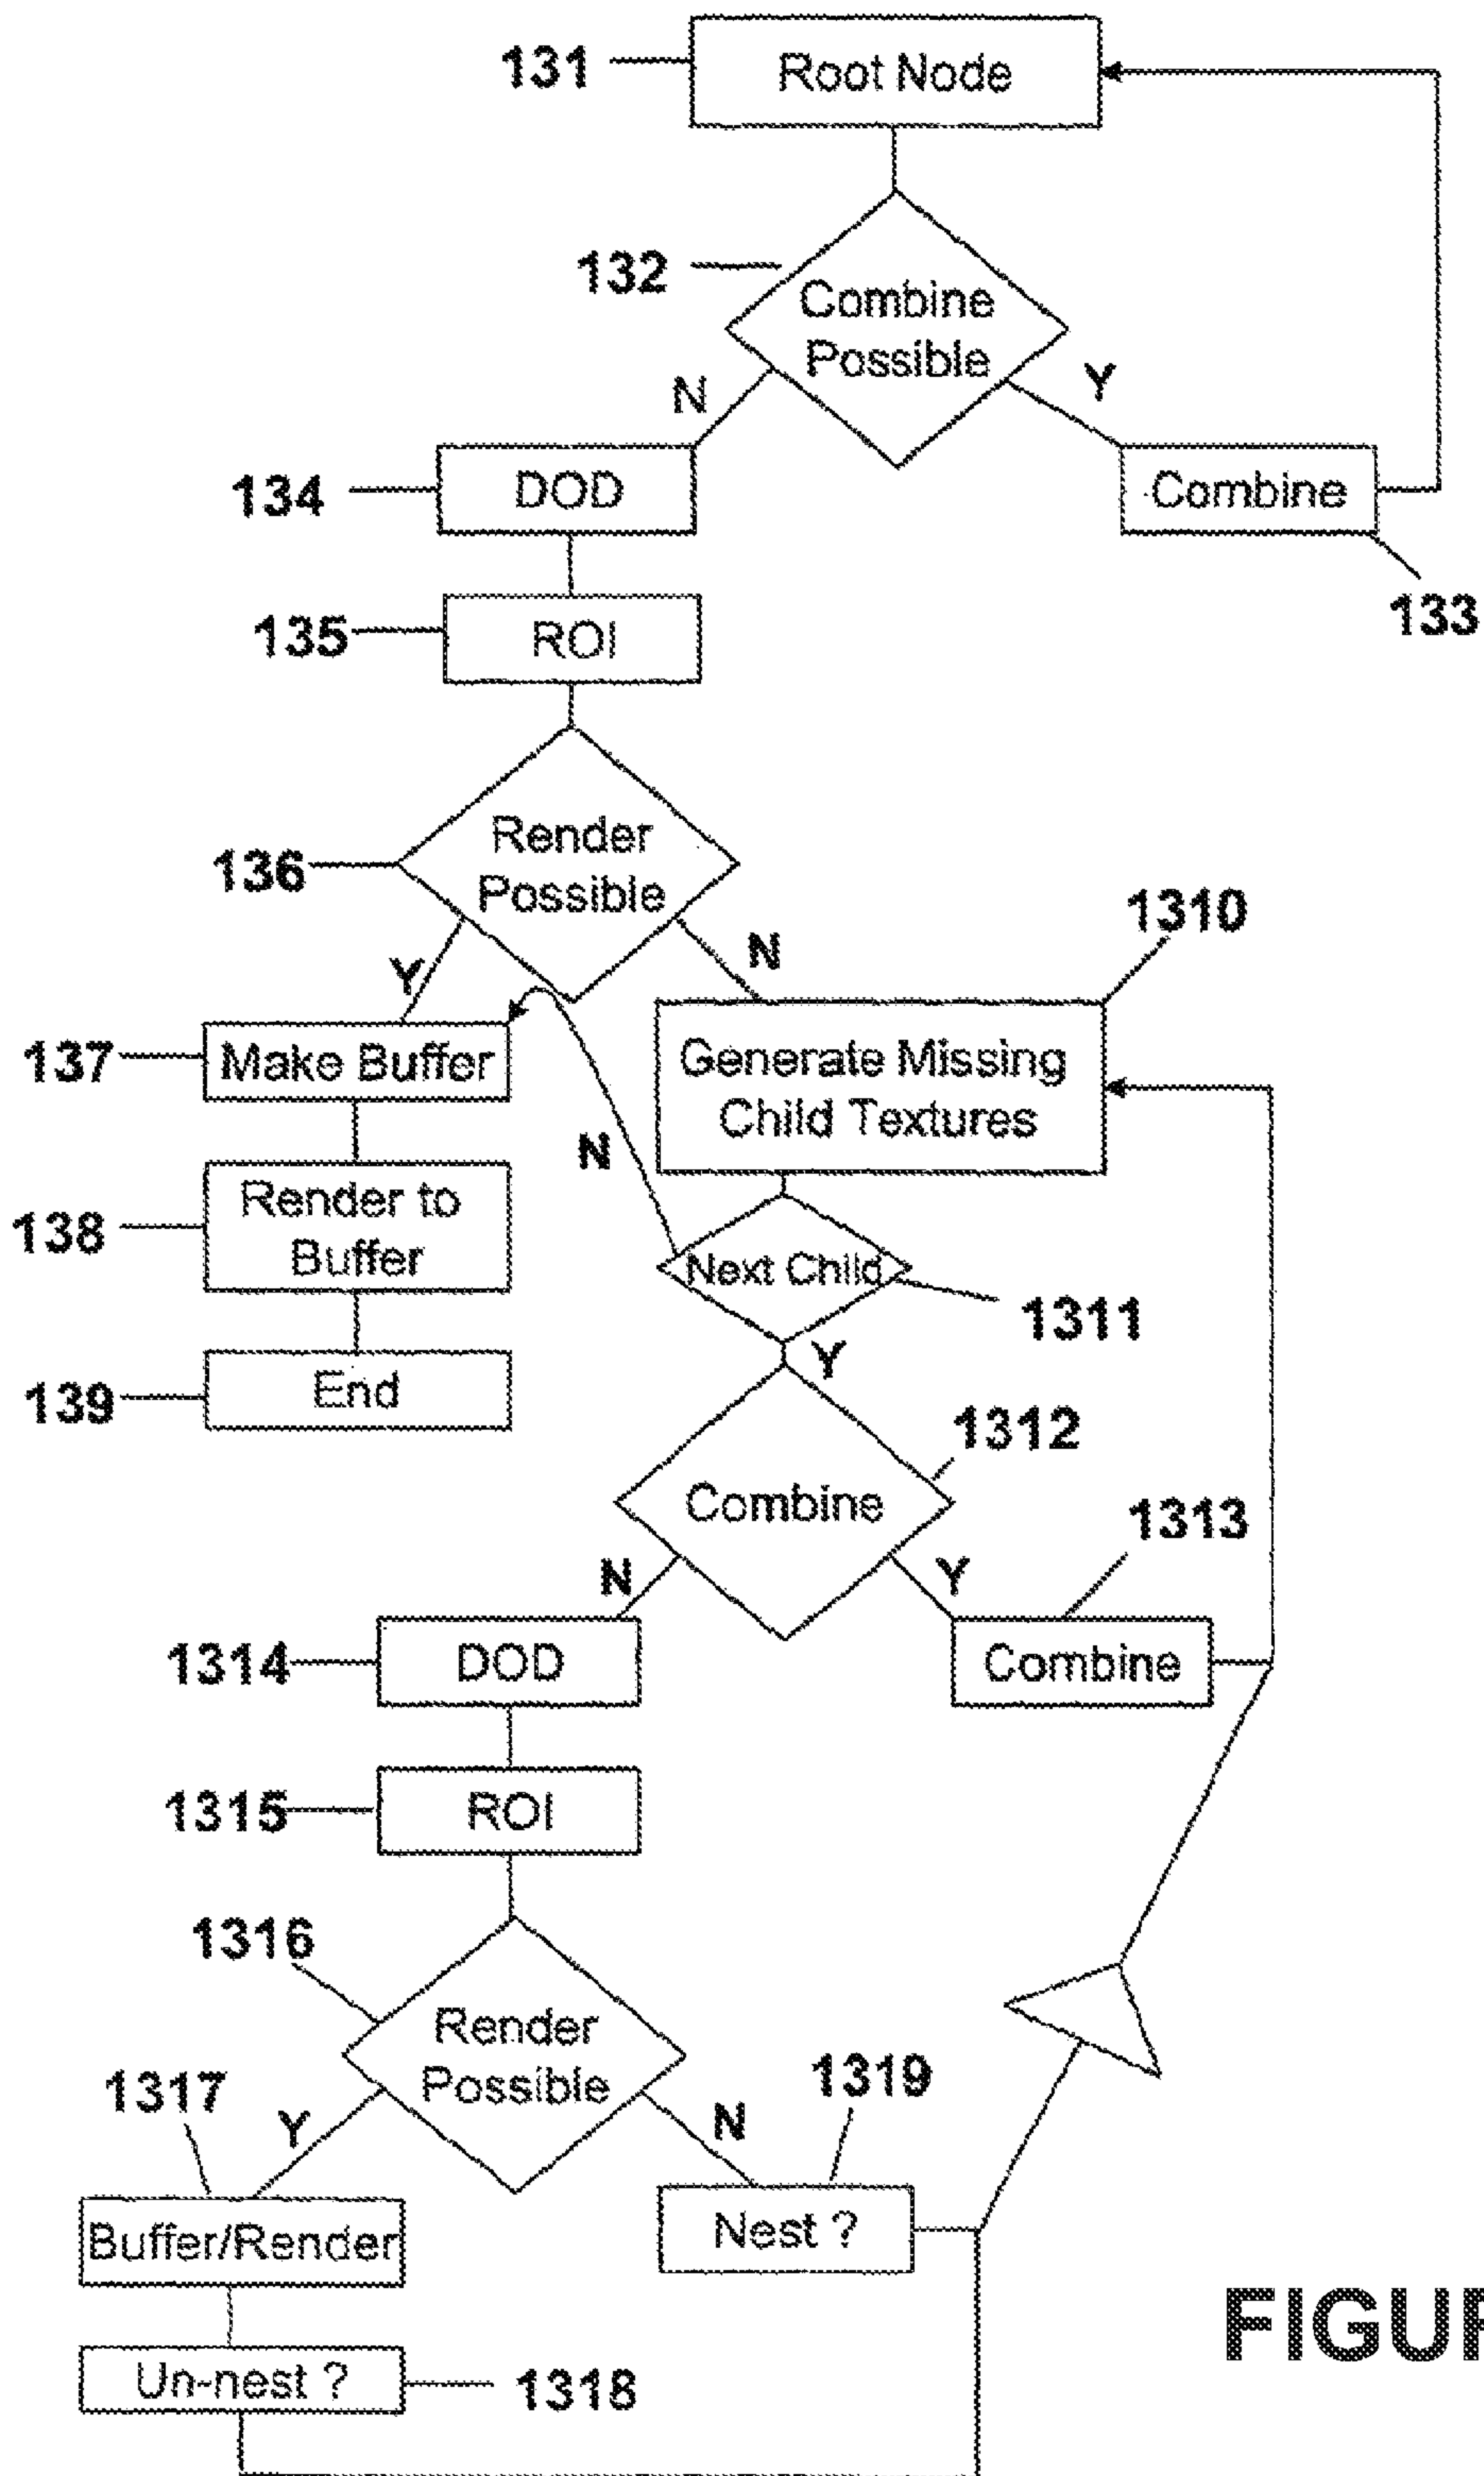 131
Root Node
132
Combine
Possible
N
Y
134
DOD
Combine
133
135
ROI
136
Render
Possible
1310
Y
N
137
Make Buffer
Generate Missing
Child Textures
N
138
Render to
Buffer
Next Child
1311
139
End
Y
1312
Combine
1313
N
Y
1314
DOD
Combine
1315
ROI
1316
Render
Possible
1317
1319
Y
N
Buffer/Render
Nest ?
Un-nest ?
1318
FIGUR